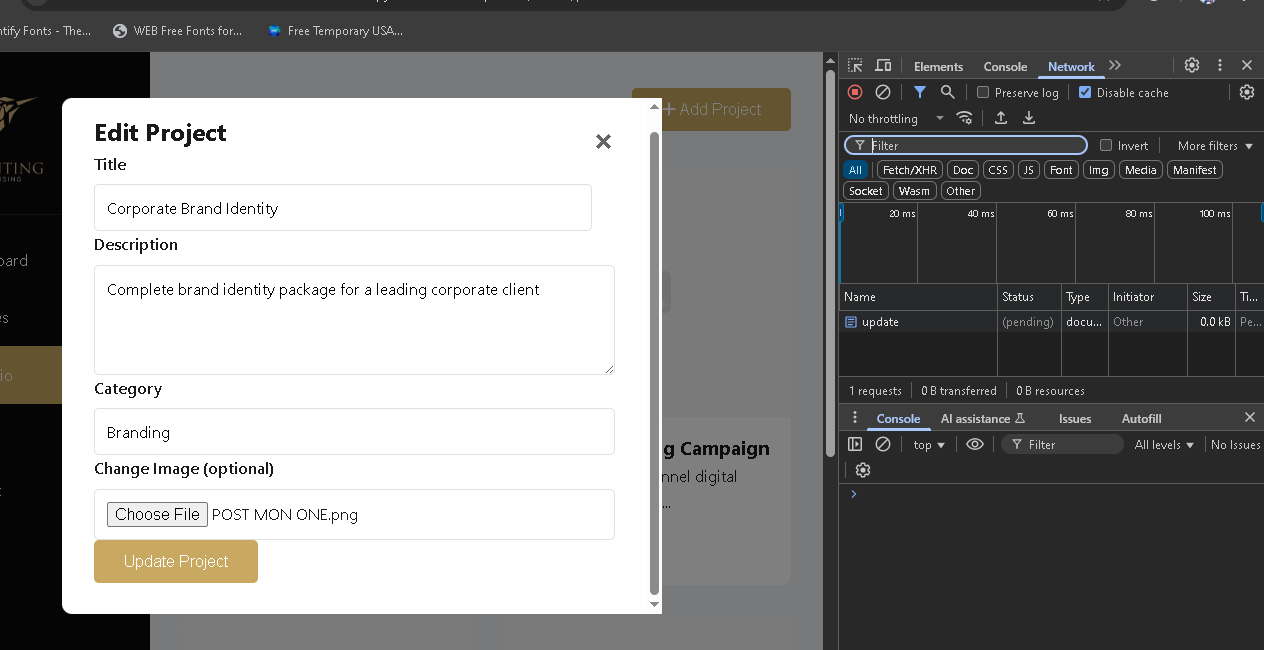 ntify Fonts - The...
WEB Free Fonts for...
Free Temporary USA...
NTING
ISING
oard
es
io
t
+ Add Project
Edit Project
×
Title
Corporate Brand Identity
Description
Complete brand identity package for a leading corporate client
Category
Branding
Change Image (optional)
Choose File POST MON ONE.png
Update Project
g Campaign
nnel digital
...
Elements Console Network
Preserve log Disable cache
No throttling
Filter Invert More filters
All Fetch/XHR Doc CSS JS Font Img Media Manifest
Socket Wasm Other
20 ms 40 ms 60 ms 80 ms 100 ms
Name Status Type Initiator Size Ti...
update (pending) docu... Other 0.0 kB Pe...
1 requests 0 B transferred 0 B resources
Console AI assistance Issues Autofill
top Filter All levels No Issues